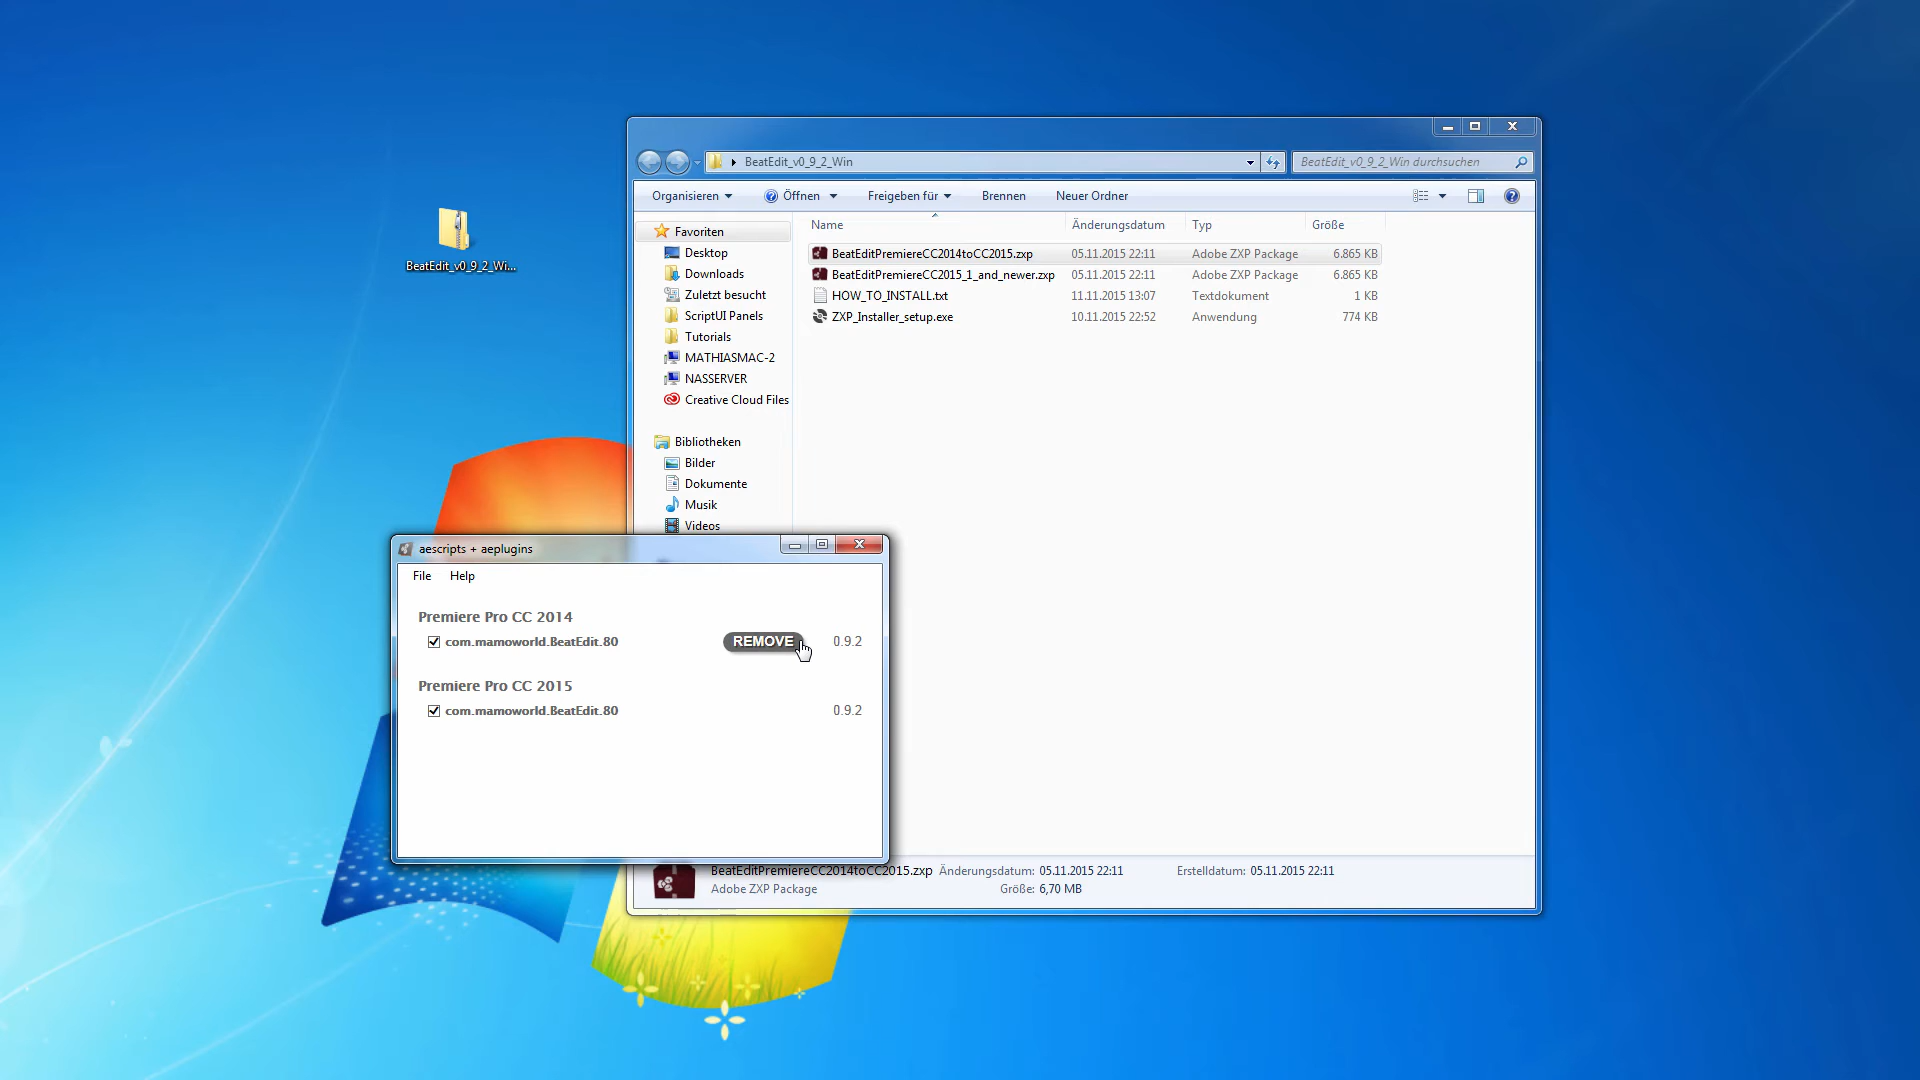 BeatEdit_v0_9_2_Wi...
BeatEdit_v0_9_2_Win
BeatEdit_v0_9_2_Win durchsuchen
Organisieren Öffnen Freigeben für Brennen Neuer Ordner
Favoriten
Desktop
Downloads
Zuletzt besucht
ScriptUI Panels
Tutorials
MATHIASMAC-2
NASSERVER
Creative Cloud Files
Bibliotheken
Bilder
Dokumente
Musik
Videos
Name Änderungsdatum Typ Größe
BeatEditPremiereCC2014toCC2015.zxp 05.11.2015 22:11 Adobe ZXP Package 6.865 KB
BeatEditPremiereCC2015_1_and_newer.zxp 05.11.2015 22:11 Adobe ZXP Package 6.865 KB
HOW_TO_INSTALL.txt 11.11.2015 13:07 Textdokument 1 KB
ZXP_Installer_setup.exe 10.11.2015 22:52 Anwendung 774 KB
aescripts + aeplugins
File Help
Premiere Pro CC 2014
com.mamoworld.BeatEdit.80 REMOVE 0.9.2
Premiere Pro CC 2015
com.mamoworld.BeatEdit.80 0.9.2
BeatEditPremiereCC2014toCC2015.zxp Änderungsdatum: 05.11.2015 22:11 Erstelldatum: 05.11.2015 22:11
Adobe ZXP Package Größe: 6,70 MB